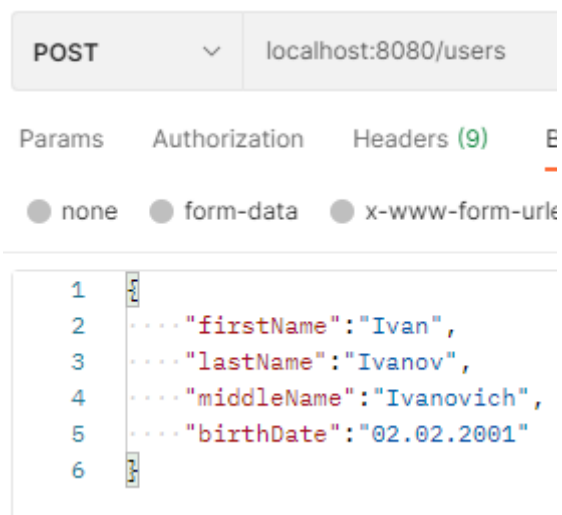 POST localhost:8080/users
Params Authorization Headers (9)
none form-data x-www-form-urle
1 {
2 "firstName":"Ivan",
3 "lastName":"Ivanov",
4 "middleName":"Ivanovich",
5 "birthDate":"02.02.2001"
6 }